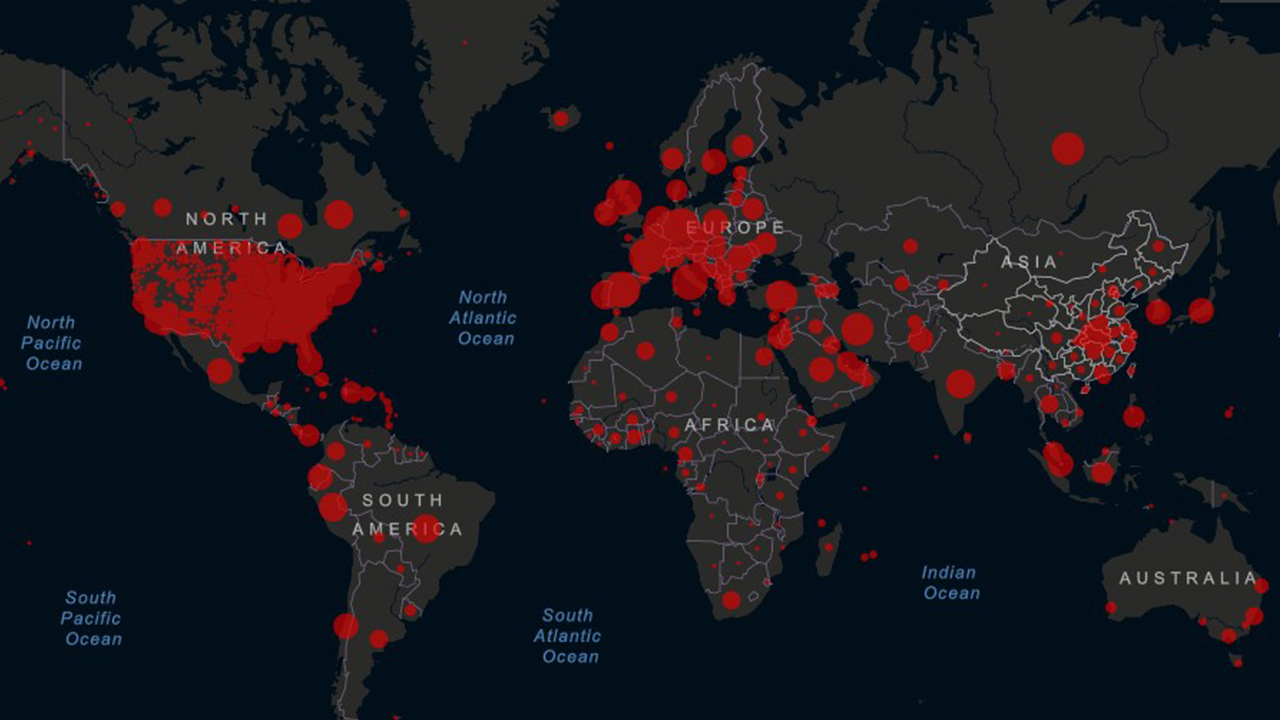 NORTH
AMERICA
EUROPE
ASIA
North
Pacific
Ocean
North
Atlantic
Ocean
AFRICA
SOUTH
AMERICA
AUSTRALIA
Indian
Ocean
South
Pacific
Ocean
South
Atlantic
Ocean